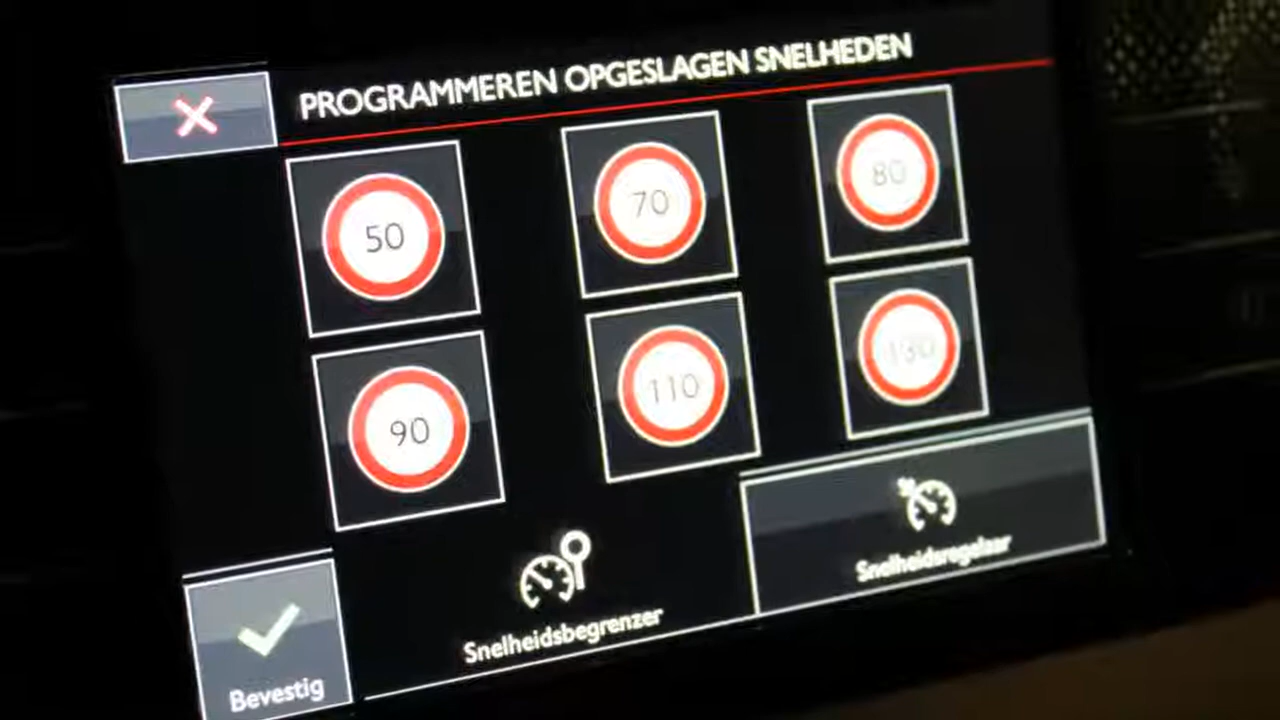 PROGRAMMEREN OPGESLAGEN SNELHEDEN
50
70
80
90
110
130
Snelheidsbegrenzer
Snelheidsregelaar
Bevestig